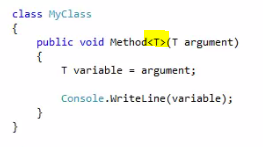 class MyClass
{
    public void Method<T>(T argument)
    {
        T variable = argument;

        Console.WriteLine(variable);
    }
}